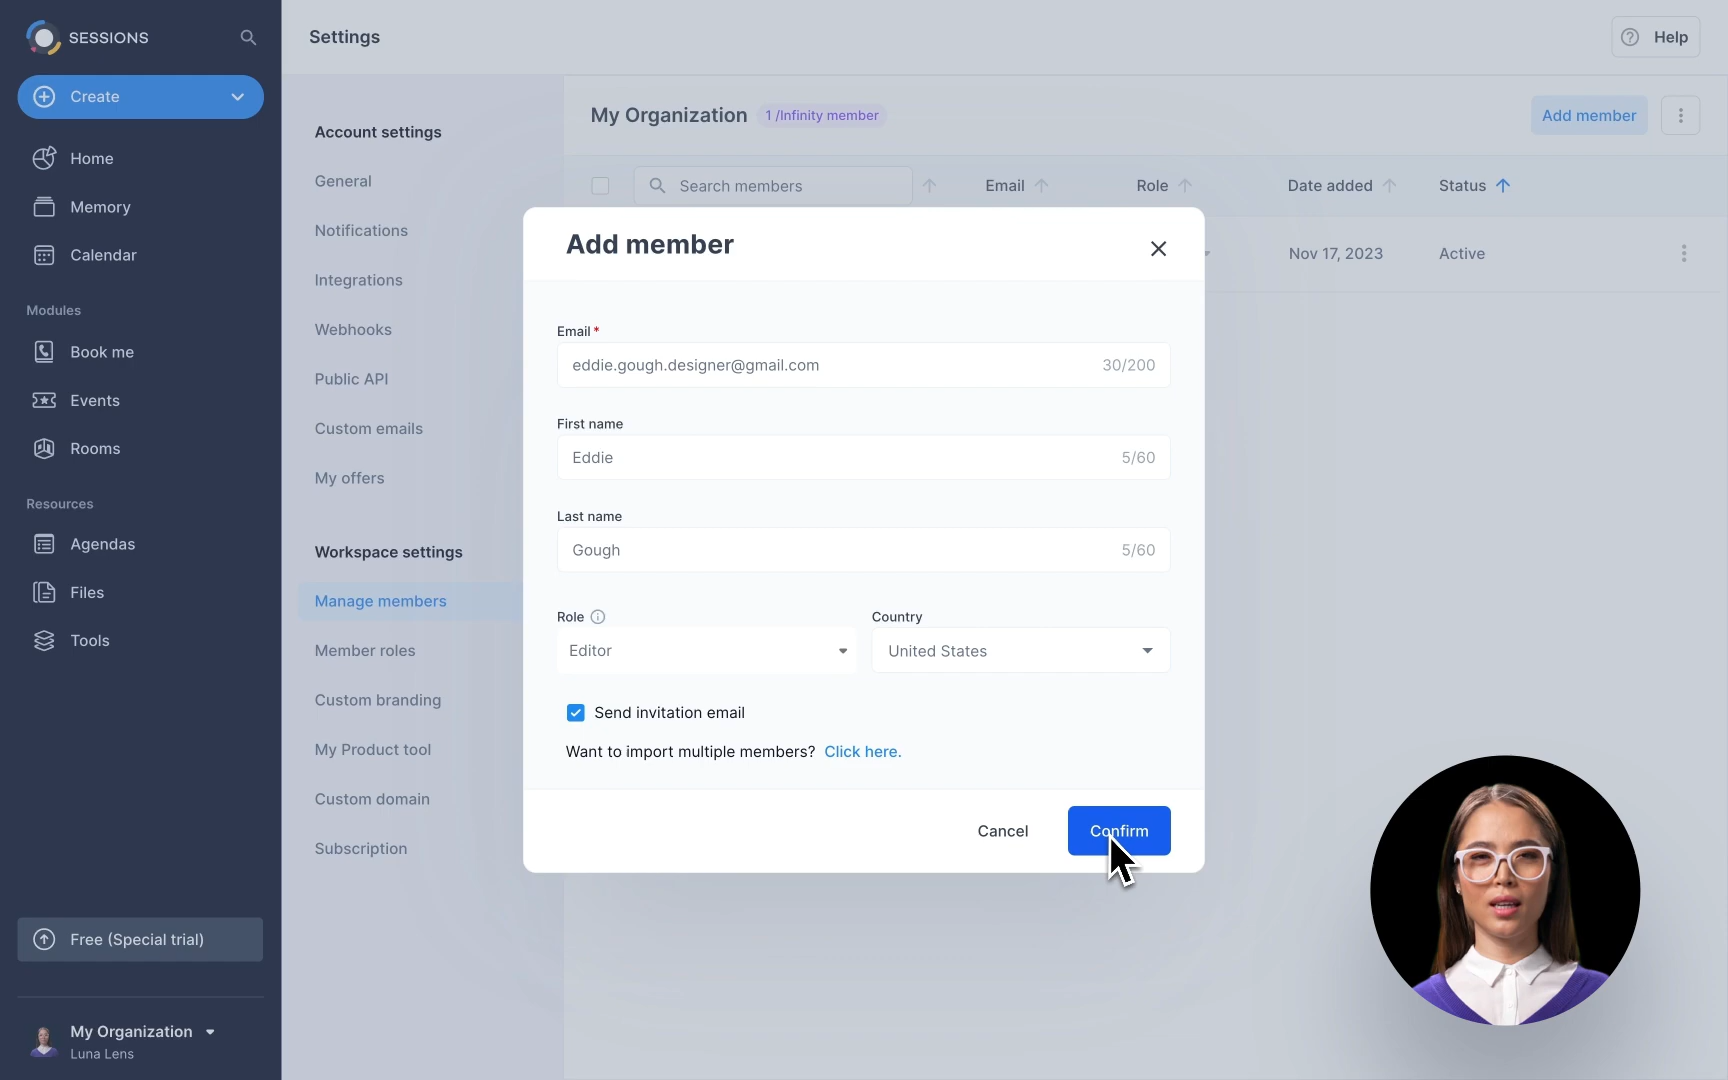 SESSIONS
Create
Home
Memory
Calendar
Modules
Book me
Events
Rooms
Resources
Agendas
Files
Tools
Free (Special trial)
My Organization
Luna Lens
Settings
Help
Account settings
General
Notifications
Integrations
Webhooks
Public API
Custom emails
My offers
Workspace settings
Manage members
Member roles
Custom branding
My Product tool
Custom domain
Subscription
My Organization 1 /Infinity member
Add member
Search members Email Role Date added Status
Nov 17, 2023 Active
Add member
Email *
eddie.gough.designer@gmail.com 30/200
First name
Eddie 5/60
Last name
Gough 5/60
Role Country
Editor United States
Send invitation email
Want to import multiple members? Click here.
Cancel Confirm